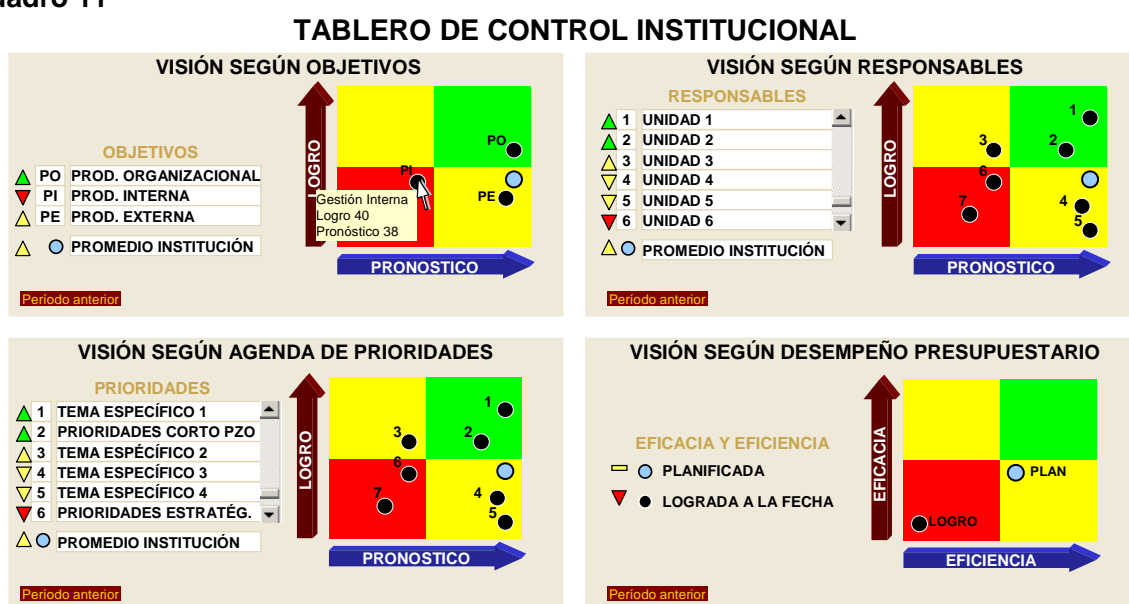 TABLERO DE CONTROL INSTITUCIONAL
VISIÓN SEGÚN OBJETIVOS
OBJETIVOS
PO PROD. ORGANIZACIONAL
PI PROD. INTERNA
PE PROD. EXTERNA
PROMEDIO INSTITUCIÓN
LOGRO
PO
PI
PE
Gestión Interna
Logro 40
Pronóstico 38
PRONOSTICO
Período anterior
VISIÓN SEGÚN RESPONSABLES
RESPONSABLES
1 UNIDAD 1
2 UNIDAD 2
3 UNIDAD 3
4 UNIDAD 4
5 UNIDAD 5
6 UNIDAD 6
PROMEDIO INSTITUCIÓN
LOGRO
1
2
3
6
7
4
5
PRONOSTICO
Período anterior
VISIÓN SEGÚN AGENDA DE PRIORIDADES
PRIORIDADES
1 TEMA ESPECÍFICO 1
2 PRIORIDADES CORTO PZO
3 TEMA ESPÉCÍFICO 2
4 TEMA ESPECÍFICO 3
5 TEMA ESPECÍFICO 4
6 PRIORIDADES ESTRATÉG.
PROMEDIO INSTITUCIÓN
LOGRO
1
2
3
6
7
4
5
PRONOSTICO
Período anterior
VISIÓN SEGÚN DESEMPEÑO PRESUPUESTARIO
EFICACIA Y EFICIENCIA
PLANIFICADA
LOGRADA A LA FECHA
EFICACIA
PLAN
LOGRO
EFICIENCIA
Período anterior